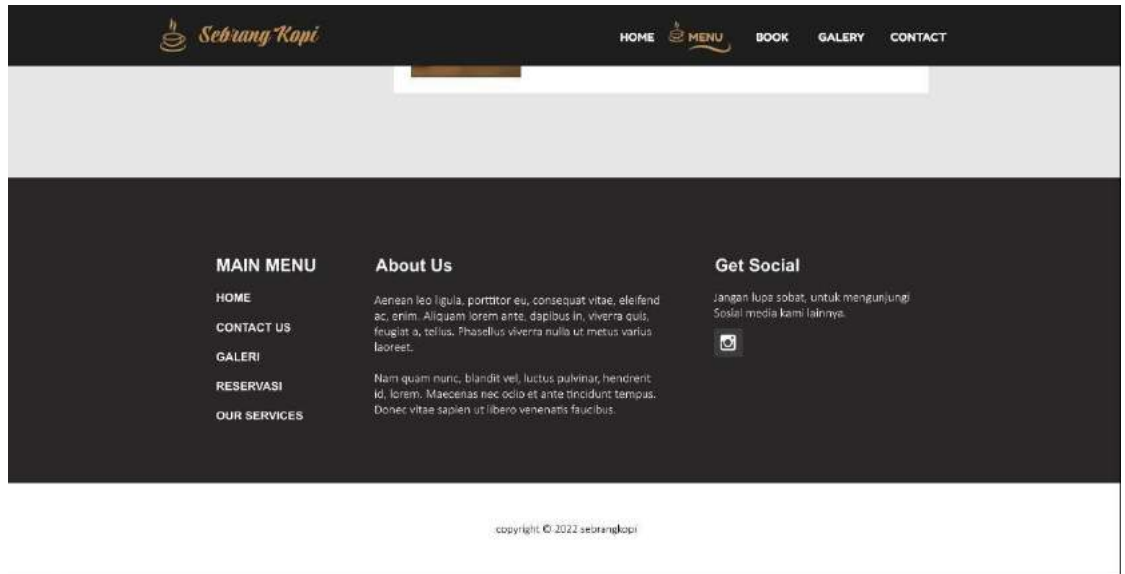 Sebrang Kopi
HOME MENU BOOK GALERY CONTACT
MAIN MENU
HOME
CONTACT US
GALERI
RESERVASI
OUR SERVICES
About Us
Aenean leo ligula, porttitor eu, consequat vitae, eleifend
ac, enim. Aliquam lorem ante, dapibus in, viverra quis,
feugiat a, tellus. Phasellus viverra nulla ut metus varius
laoreet.
Nam quam nunc, blandit vel, luctus pulvinar, hendrerit
id, lorem. Maecenas nec odio et ante tincidunt tempus.
Donec vitae sapien ut libero venenatis faucibus.
Get Social
Jangan lupa sobat, untuk mengunjungi
Sosial media kami lainnya.
copyright © 2022 sebrangkopi